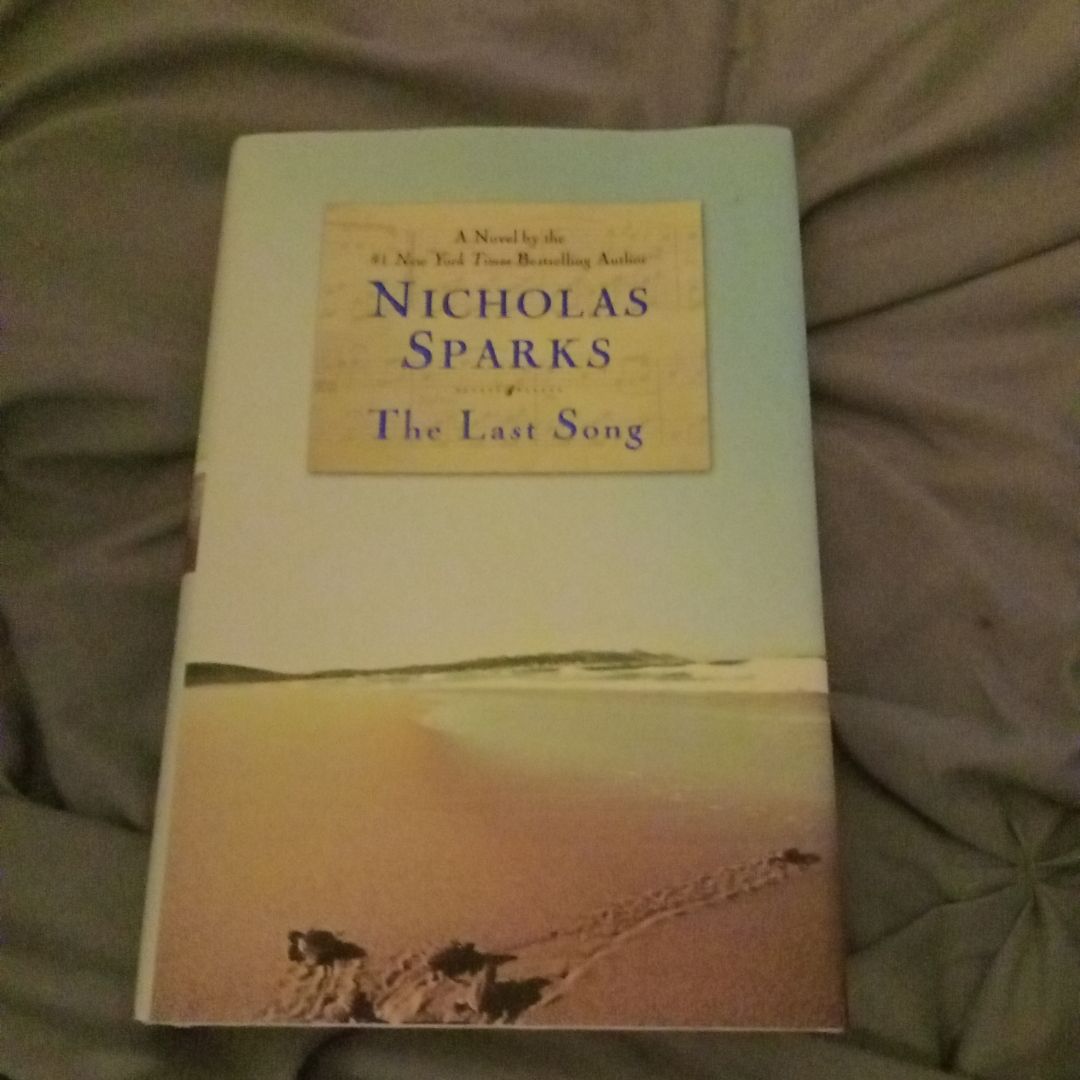 A Novel by the
#1 New York Times Bestselling Author
NICHOLAS
SPARKS
The Last Song